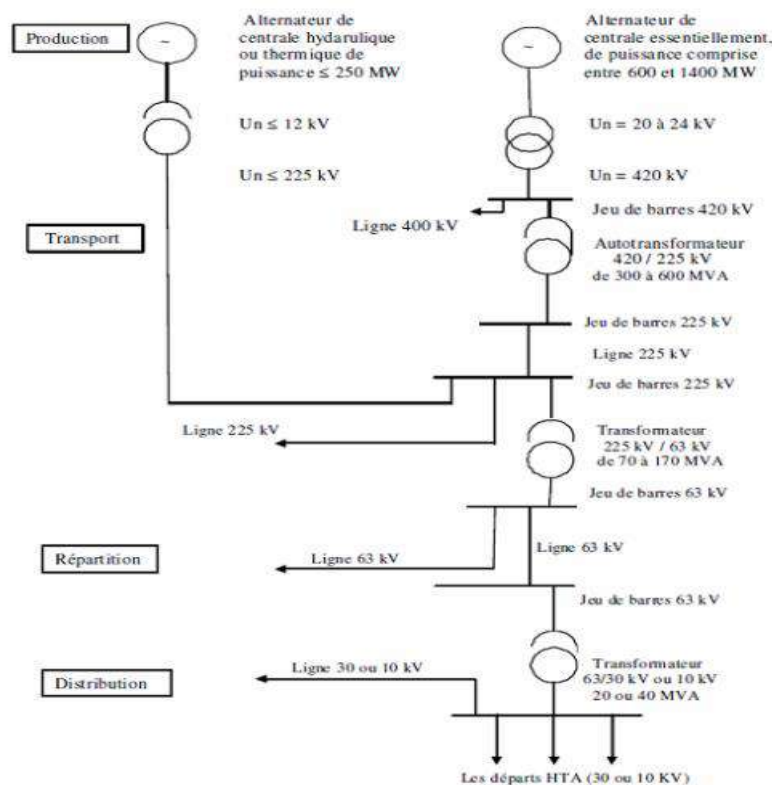 Production
~
Alternateur de
centrale hydarulique
ou thermique de
puissance ≤ 250 MW
~
Alternateur de
centrale essentiellement,
de puissance comprise
entre 600 et 1400 MW
Un ≤ 12 kV
Un = 20 à 24 kV
Un ≤ 225 kV
Un = 420 kV
Jeu de barres 420 kV
Ligne 400 kV
Transport
Autotransformateur
420 / 225 kV
de 300 à 600 MVA
Jeu de barres 225 kV
Ligne 225 kV
Jeu de barres 225 kV
Ligne 225 kV
Transformateur
225 kV / 63 kV
de 70 à 170 MVA
Jeu de barres 63 kV
Répartition
Ligne 63 kV
Ligne 63 kV
Jeu de barres 63 kV
Distribution
Ligne 30 ou 10 kV
Transformateur
63/30 kV ou 10 kV
20 ou 40 MVA
Les départs HTA (30 ou 10 KV)